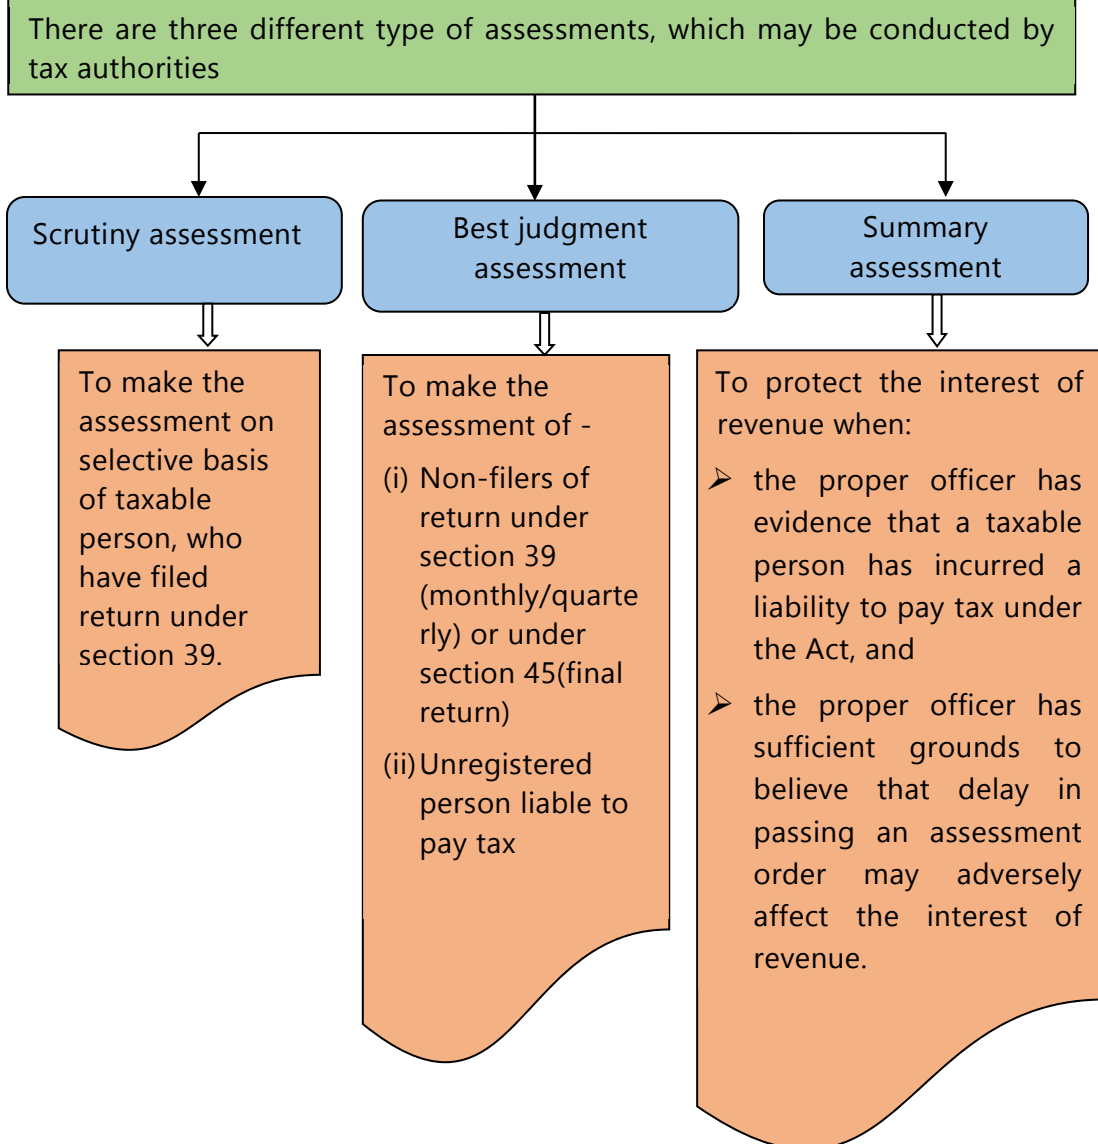 There are three different type of assessments, which may be conducted by
tax authorities
Scrutiny assessment
Best judgment
assessment
Summary
assessment
To make the
assessment on
selective basis
of taxable
person, who
have filed
return under
section 39.
To make the
assessment of -
(i) Non-filers of
return under
section 39
(monthly/quarte
rly) or under
section 45(final
return)
(ii) Unregistered
person liable to
pay tax
To protect the interest of
revenue when:
➢ the proper officer has
evidence that a taxable
person has incurred a
liability to pay tax under
the Act, and
➢ the proper officer has
sufficient grounds to
believe that delay in
passing an assessment
order may adversely
affect the interest of
revenue.